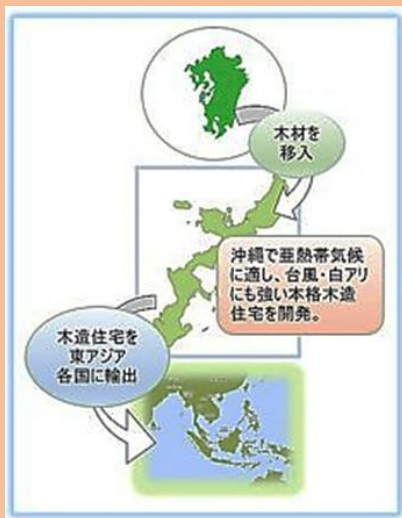 木材を
移入
沖縄で亜熱帯気候
に適し、台風・白アリ
にも強い本格木造
住宅を開発。
木造住宅を
東アジア
各国に輸出